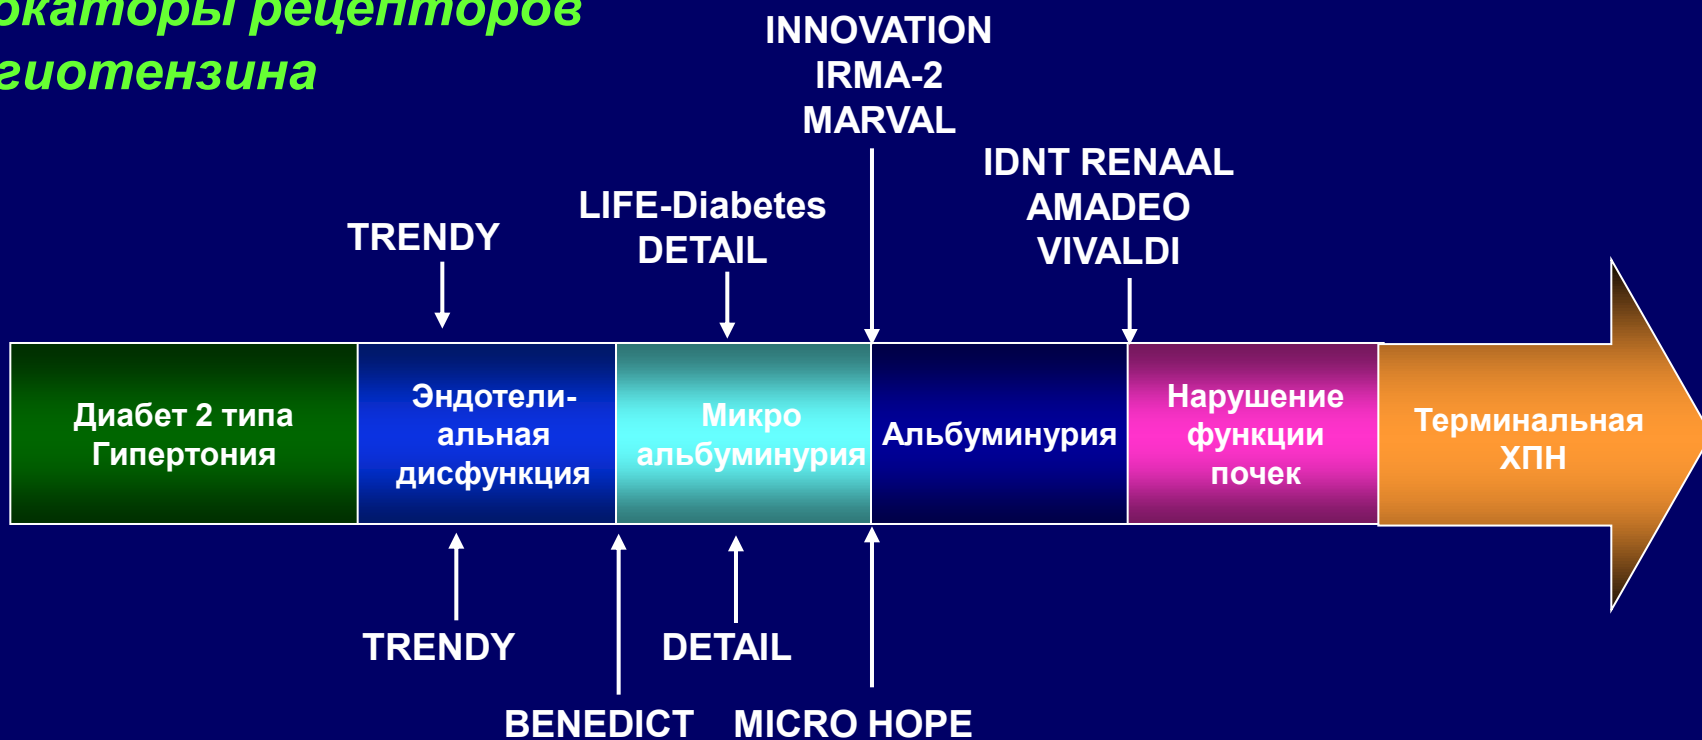 окаторы рецепторов
гиотензина
INNOVATION
IRMA-2
MARVAL
IDNT RENAAL
AMADEO
VIVALDI
LIFE-Diabetes
DETAIL
TRENDY
Диабет 2 типа
Гипертония
Эндотели-
альная
дисфункция
Микро
альбуминурия
Альбуминурия
Нарушение
функции
почек
Терминальная
ХПН
TRENDY
DETAIL
BENEDICT
MICRO HOPE